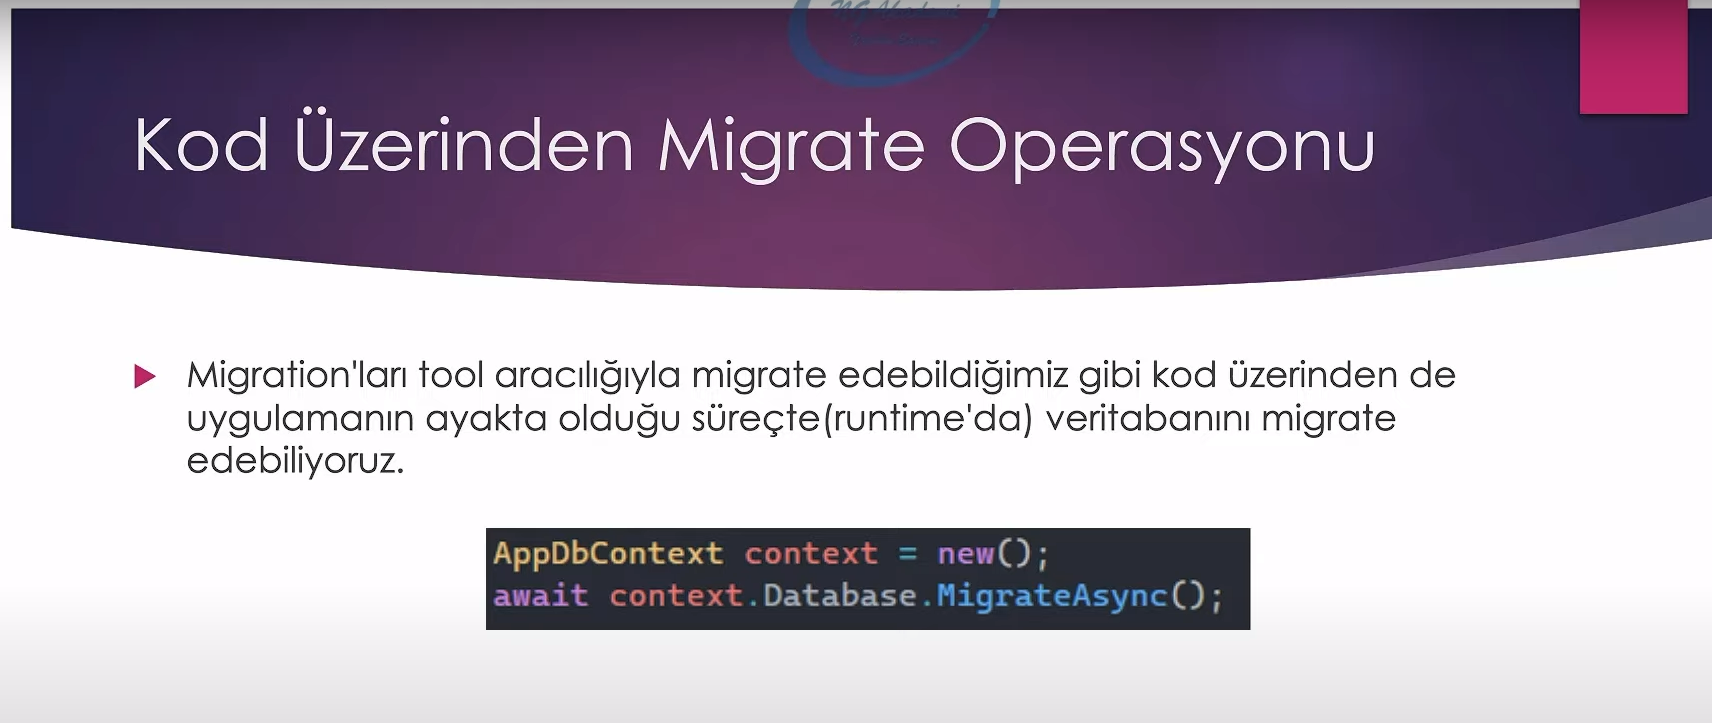 Kod Üzerinden Migrate Operasyonu
Migration'ları tool aracılığıyla migrate edebildiğimiz gibi kod üzerinden de
uygulamanın ayakta olduğu süreçte(runtime'da) veritabanını migrate
edebiliyoruz.
AppDbContext context = new();
await context.Database.MigrateAsync();